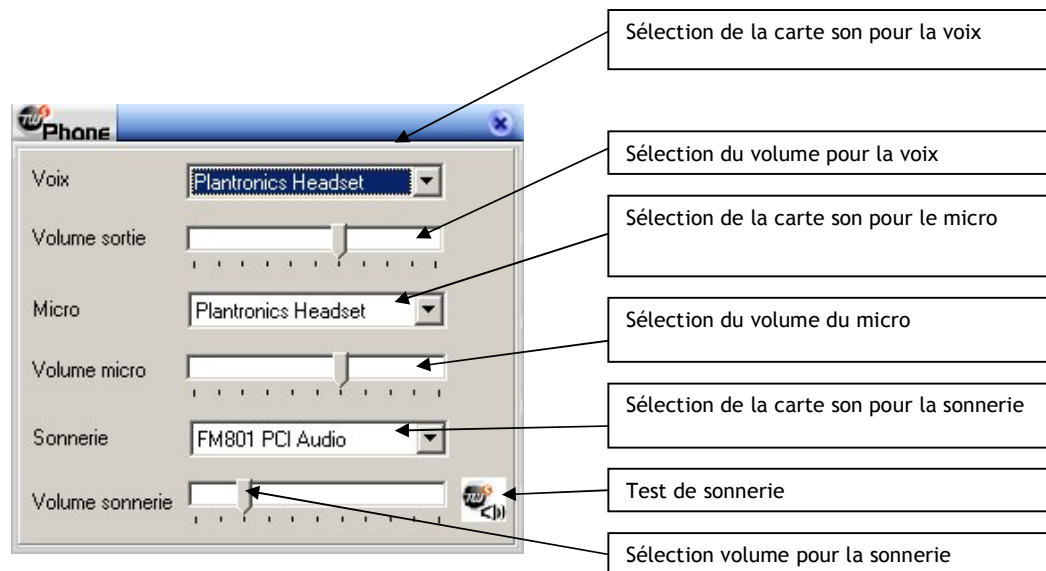 Sélection de la carte son pour la voix
TWS
Phone
Sélection du volume pour la voix
Voix
Plantronics Headset
Sélection de la carte son pour le micro
Volume sortie
Micro
Plantronics Headset
Sélection du volume du micro
Volume micro
Sélection de la carte son pour la sonnerie
Sonnerie
FM801 PCI Audio
Test de sonnerie
Volume sonnerie
TWS
Sélection volume pour la sonnerie